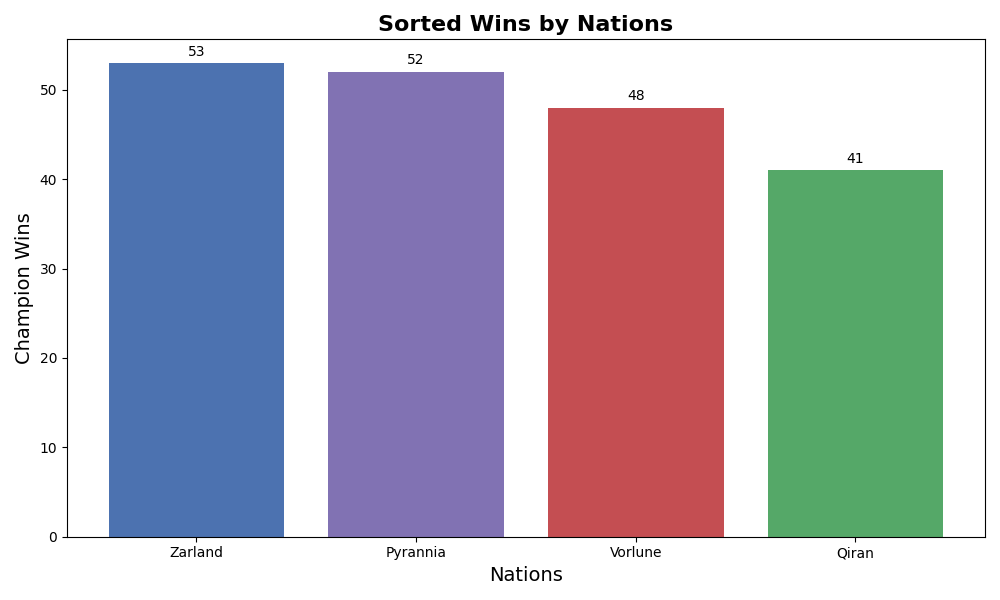 Sorted Wins by Nations
53
52
48
41
50
40
30
20
10
0
Champion Wins
Zarland
Pyrannia
Vorlune
Qiran
Nations